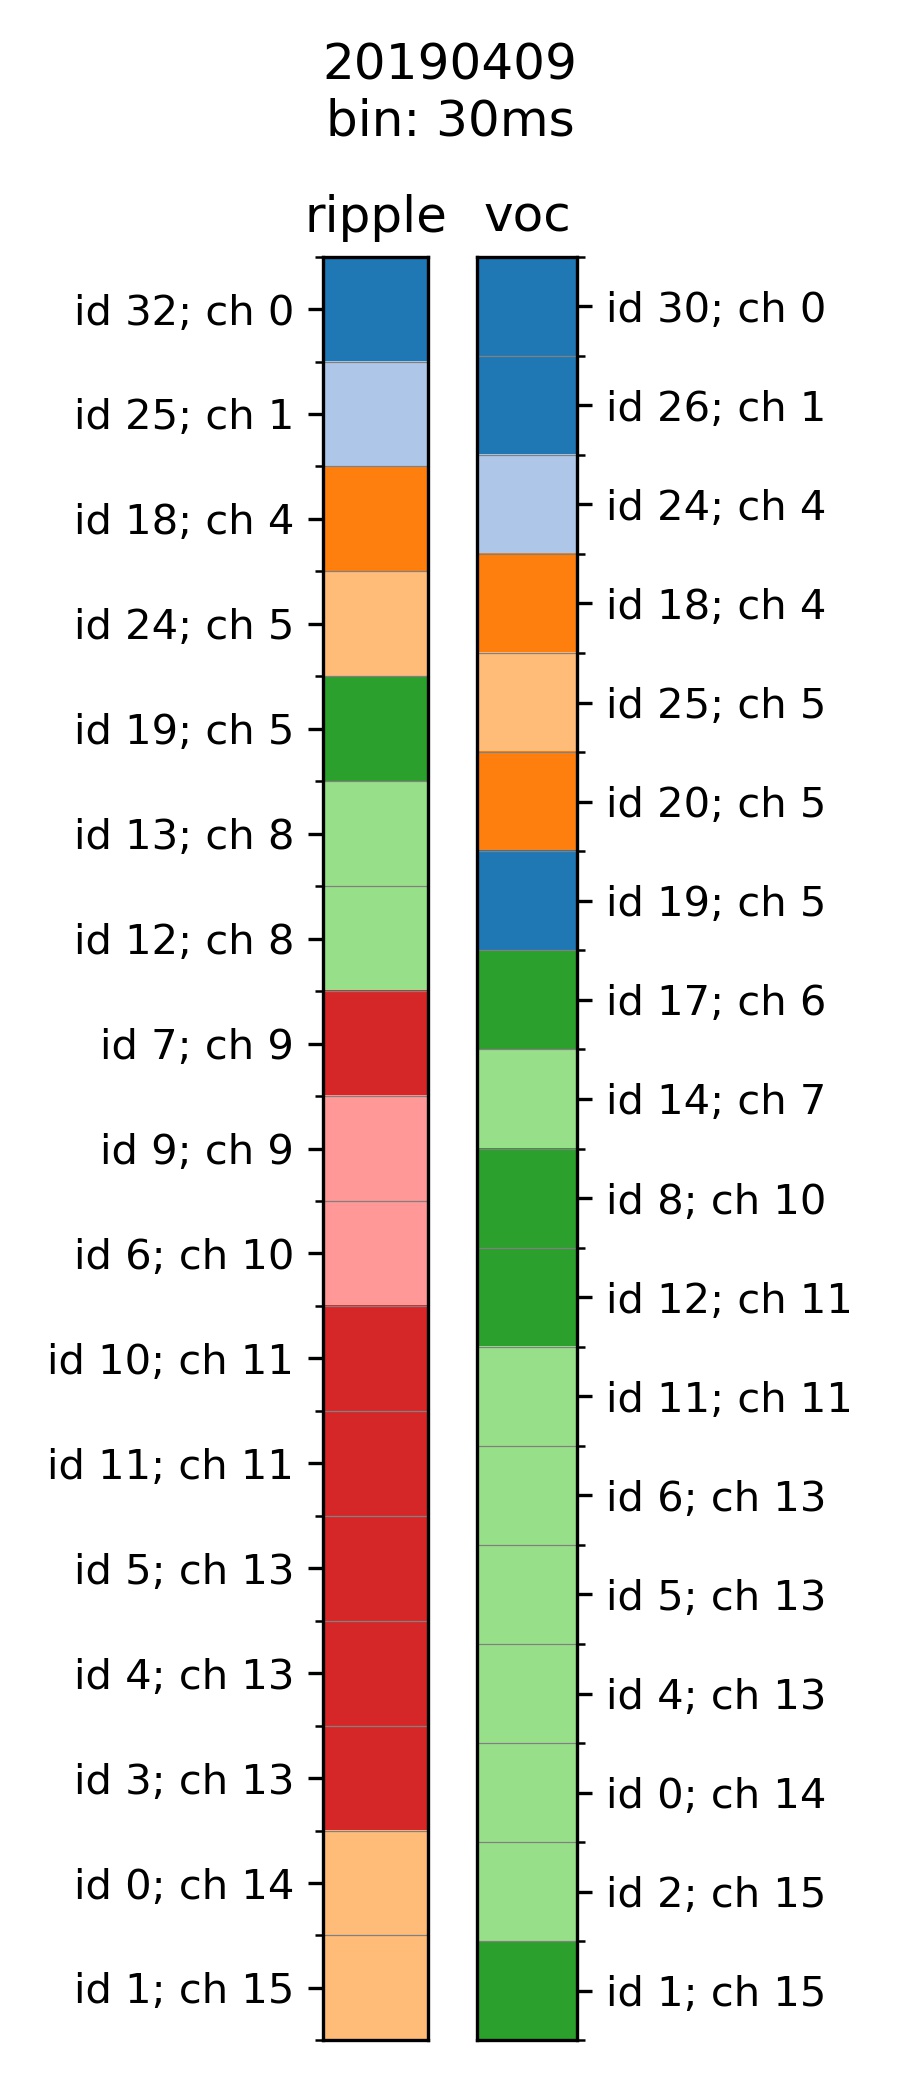 20190409
bin: 30ms
ripple
voc
id 32; ch 0
id 25; ch 1
id 18; ch 4
id 24; ch 5
id 19; ch 5
id 13; ch 8
id 12; ch 8
id 7; ch 9
id 9; ch 9
id 6; ch 10
id 10; ch 11
id 11; ch 11
id 5; ch 13
id 4; ch 13
id 3; ch 13
id 0; ch 14
id 1; ch 15
id 30; ch 0
id 26; ch 1
id 24; ch 4
id 18; ch 4
id 25; ch 5
id 20; ch 5
id 19; ch 5
id 17; ch 6
id 14; ch 7
id 8; ch 10
id 12; ch 11
id 11; ch 11
id 6; ch 13
id 5; ch 13
id 4; ch 13
id 0; ch 14
id 2; ch 15
id 1; ch 15